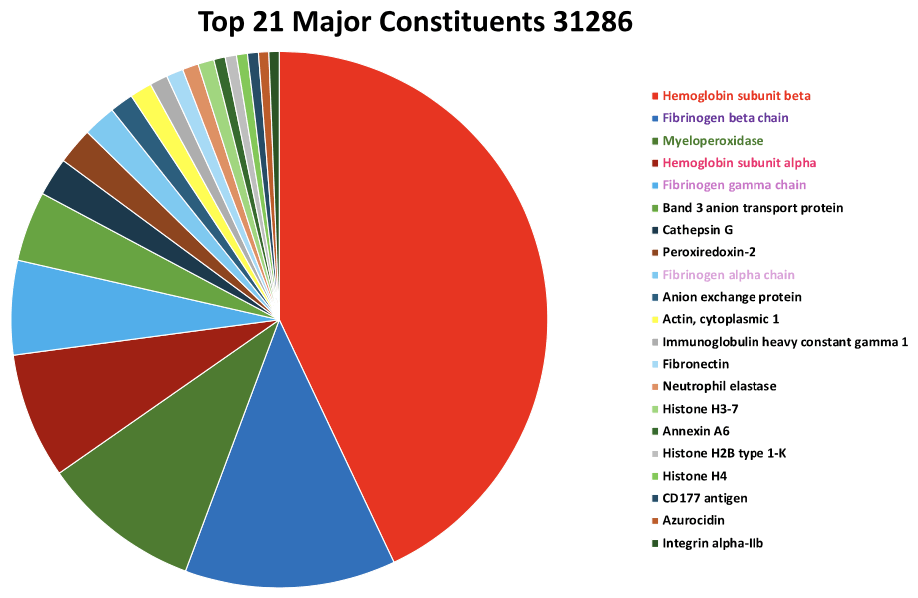 Top 21 Major Constituents 31286
Hemoglobin subunit beta
Fibrinogen beta chain
Myeloperoxidase
Hemoglobin subunit alpha
Fibrinogen gamma chain
Band 3 anion transport protein
Cathepsin G
Peroxiredoxin-2
Fibrinogen alpha chain
Anion exchange protein
Actin, cytoplasmic 1
Immunoglobulin heavy constant gamma 1
Fibronectin
Neutrophil elastase
Histone H3-7
Annexin A6
Histone H2B type 1-K
Histone H4
CD177 antigen
Azurocidin
Integrin alpha-IIb